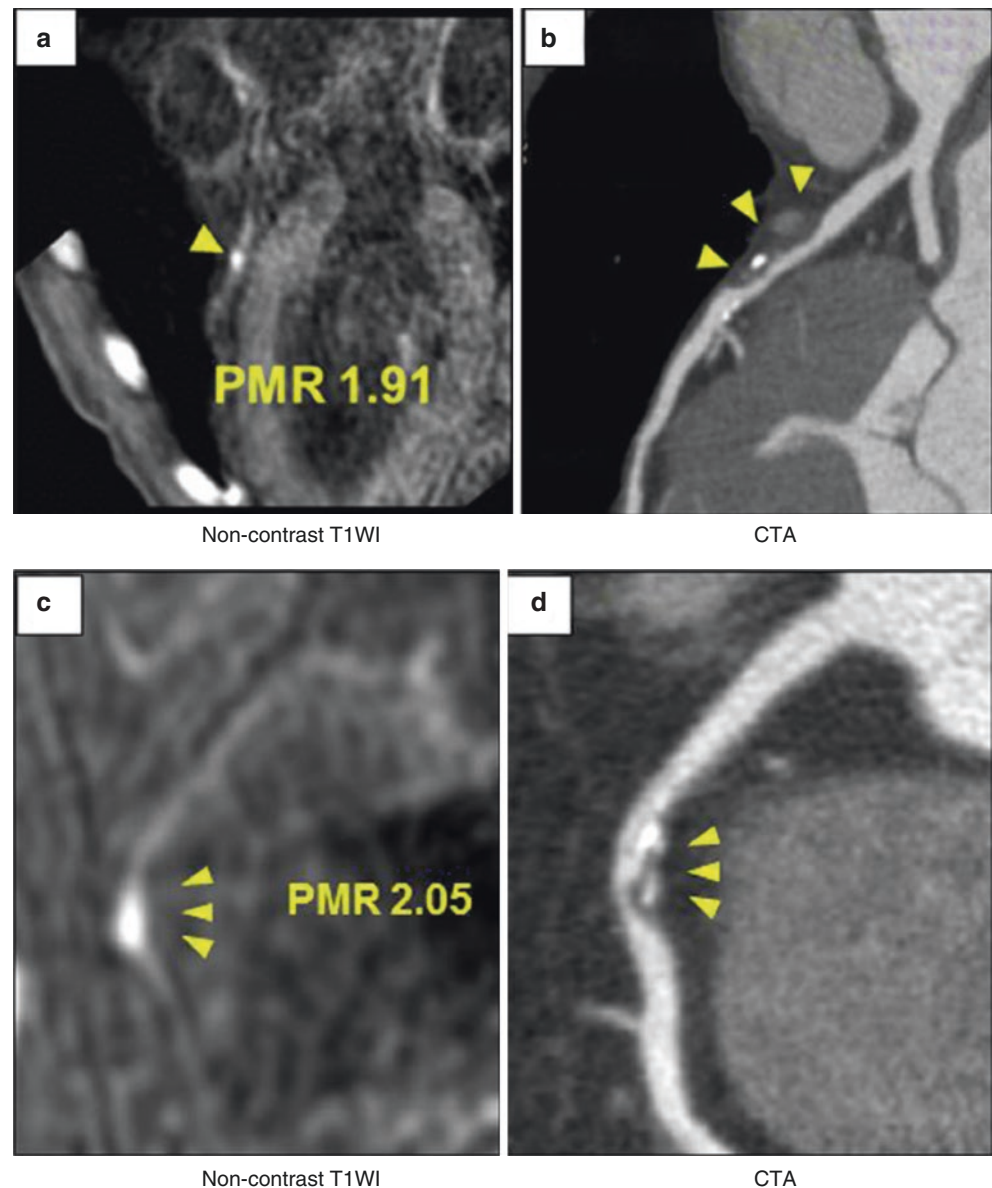 a
b
PMR 1.91
Non-contrast T1WI
CTA
c
d
PMR 2.05
Non-contrast T1WI
CTA